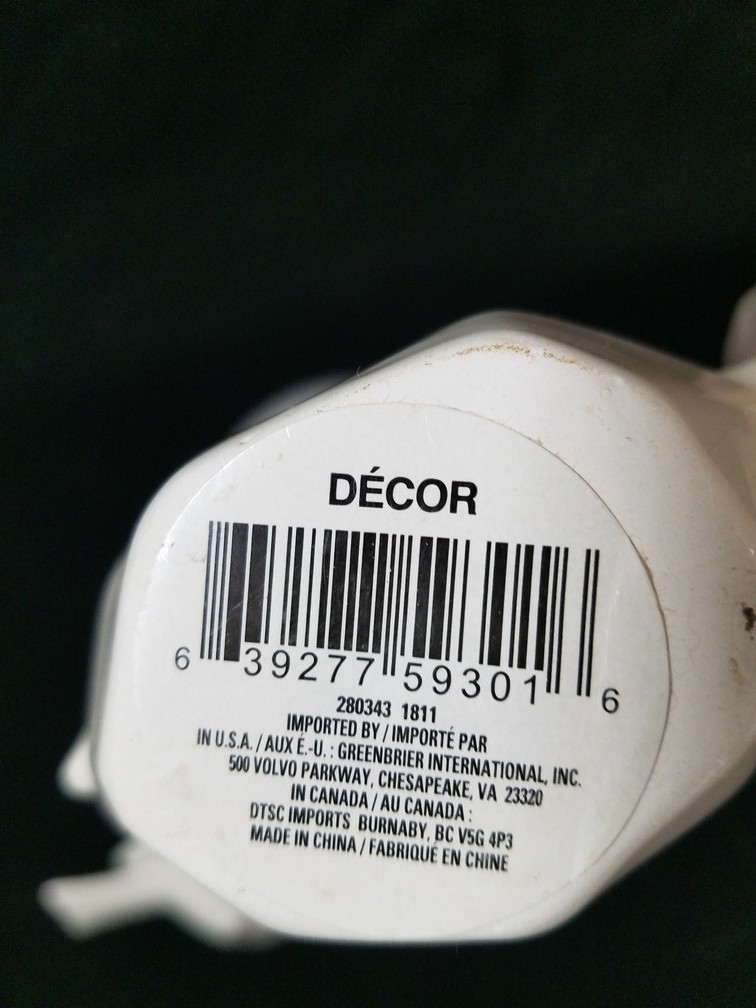 DÉCOR
6 39277 59301 6
280343 1811
IMPORTED BY / IMPORTÉ PAR
IN U.S.A. / AUX É.-U. : GREENBRIER INTERNATIONAL, INC.
500 VOLVO PARKWAY, CHESAPEAKE, VA 23320
IN CANADA / AU CANADA :
DTSC IMPORTS BURNABY, BC V5G 4P3
MADE IN CHINA / FABRIQUÉ EN CHINE